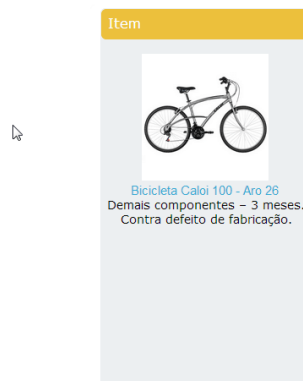 Item
Bicicleta Caloi 100 - Aro 26
Demais componentes – 3 meses.
Contra defeito de fabricação.